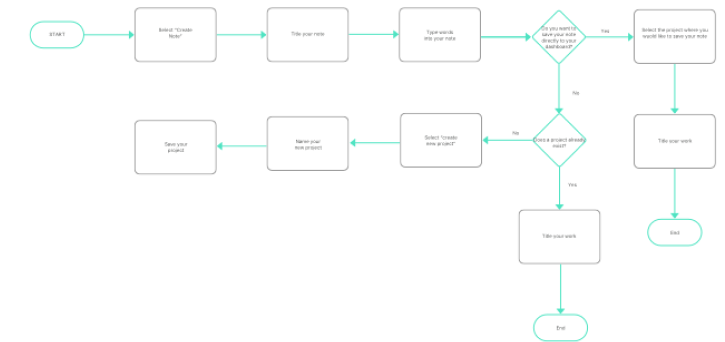 START
Select "Create
Note"
Title your note
Type words
into your note
Do you want to
save your note
directly to your
dashboard?
Yes
Select the project where you
would like to save your note
No
Save your
project
Name your
new project
Select "create
new project"
No
Does a project already
exist?
Title your work
Yes
Title your work
End
End